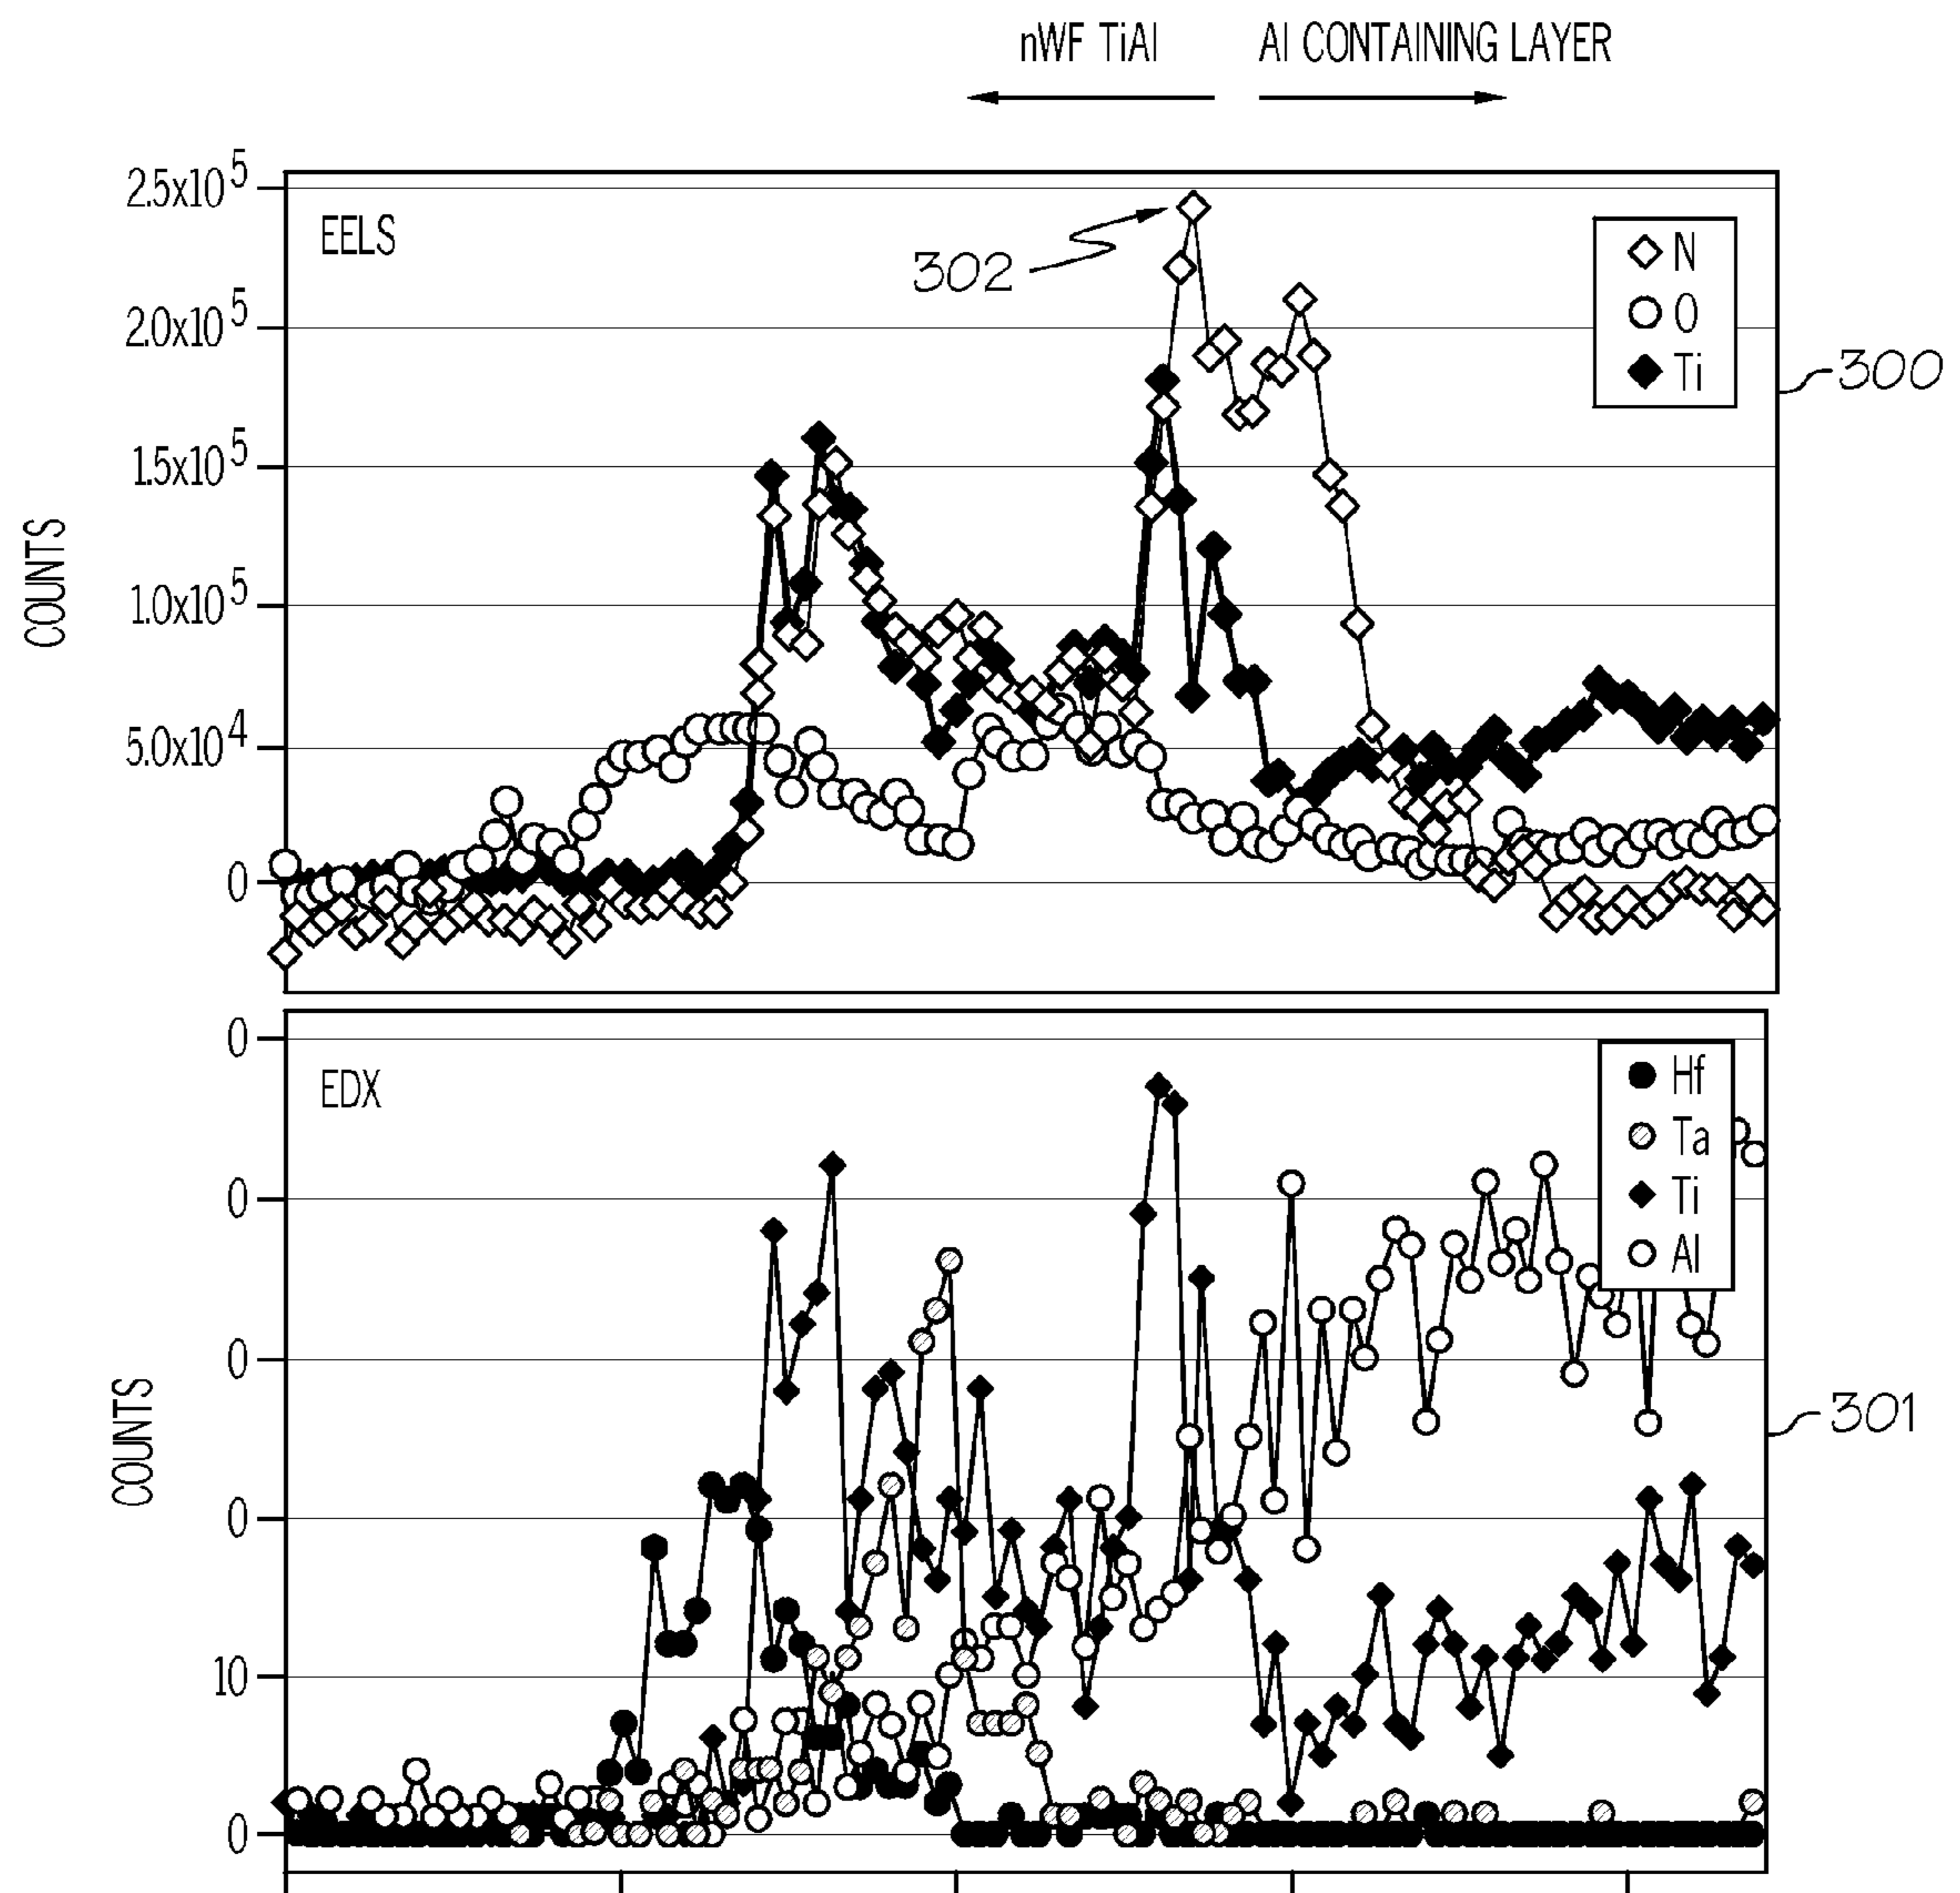 nWF TiAl
Al CONTAINING LAYER
2.5x10^5
EELS
302
N
O
Ti
300
2.0x10^5
1.5x10^5
1.0x10^5
5.0x10^4
0
COUNTS
0
EDX
Hf
Ta
Ti
Al
0
0
0
10
0
COUNTS
301